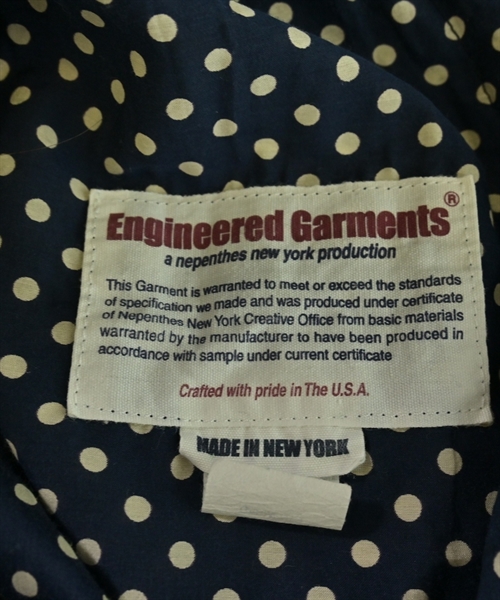 Engineered Garments®
a nepenthes new york production
This Garment is warranted to meet or exceed the standards
of specification we made and was produced under certificate
of Nepenthes New York Creative Office from basic materials
warranted by the manufacturer to have been produced in
accordance with sample under current certificate
Crafted with pride in The U.S.A.
MADE IN NEW YORK